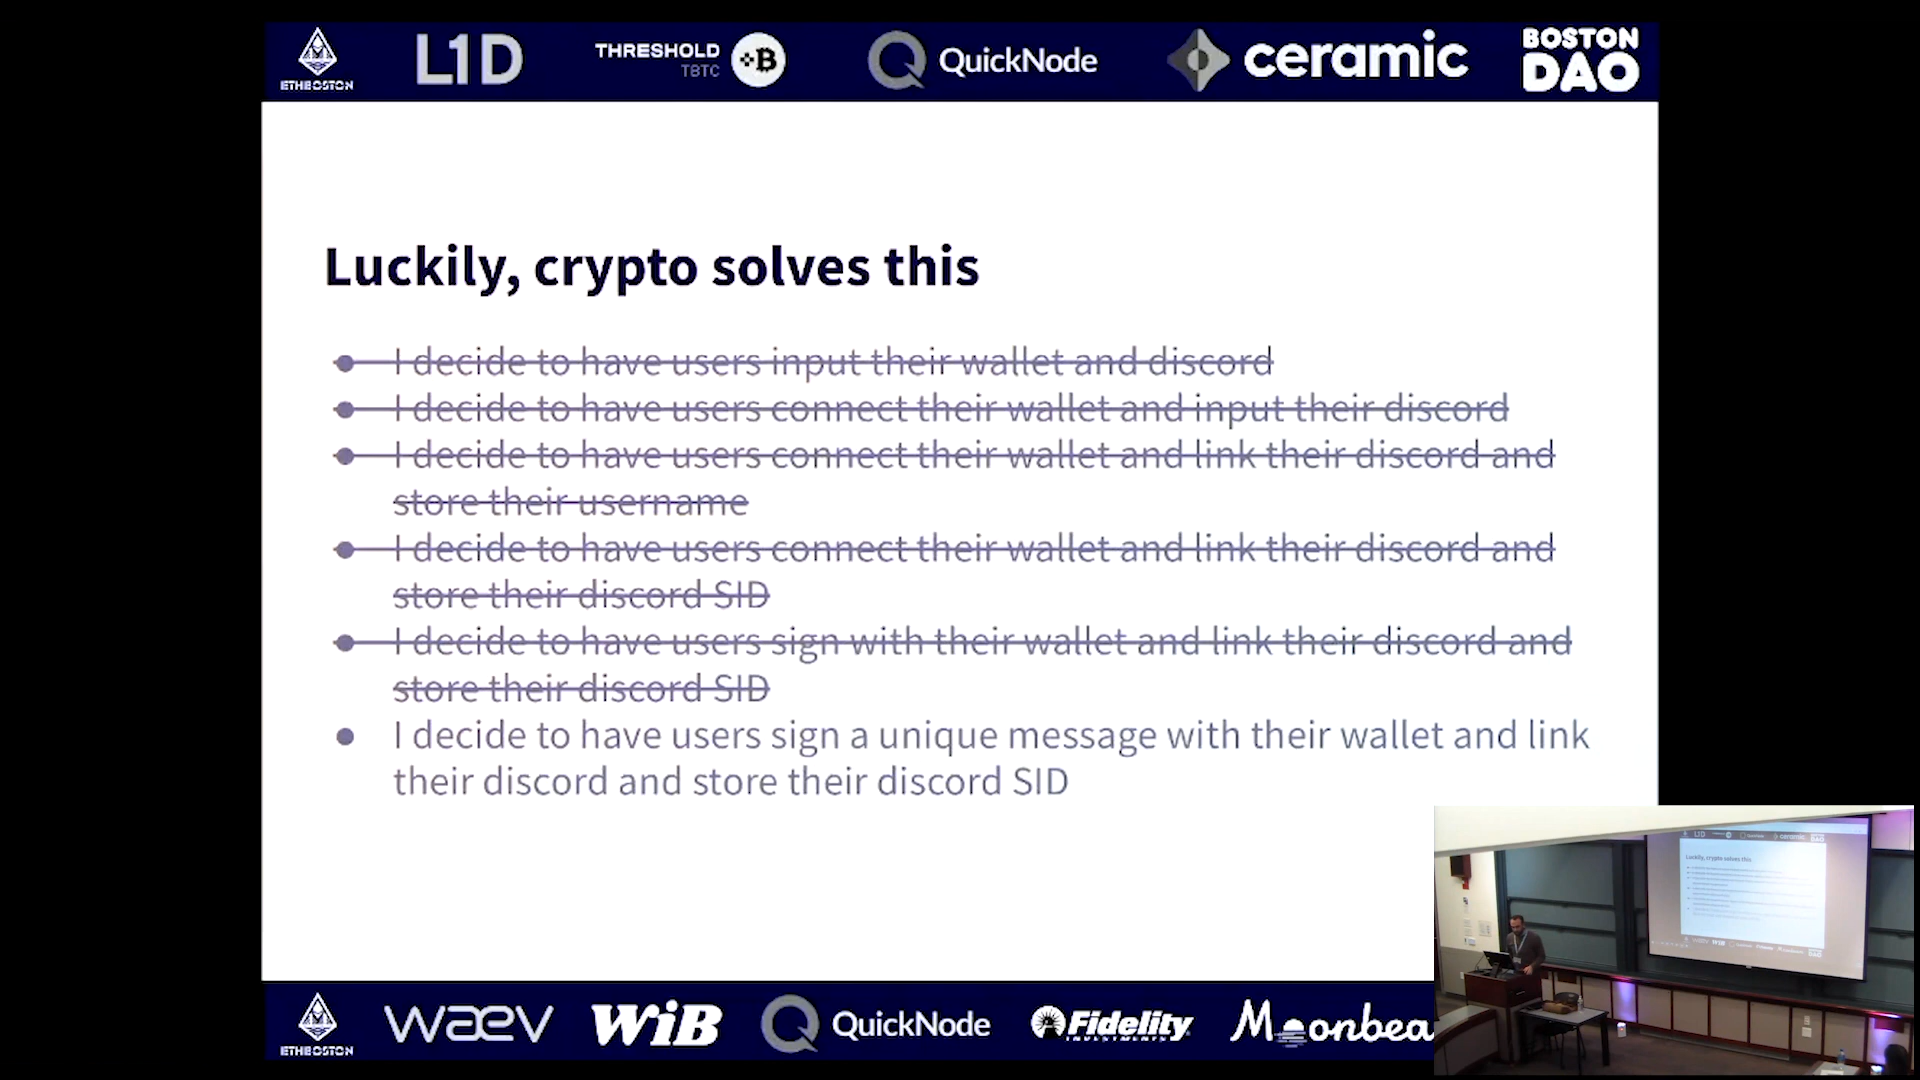 ETHBOSTON
L1D
THRESHOLD
TBTC
QuickNode
ceramic
BOSTON
DAO
Luckily, crypto solves this
I decide to have users input their wallet and discord
I decide to have users connect their wallet and input their discord
I decide to have users connect their wallet and link their discord and
store their username
I decide to have users connect their wallet and link their discord and
store their discord SID
I decide to have users sign with their wallet and link their discord and
store their discord SID
I decide to have users sign a unique message with their wallet and link
their discord and store their discord SID
Luckily, crypto solves this
ETHBOSTON
waev
WiB
QuickNode
Fidelity
INVESTMENTS
Moonbea